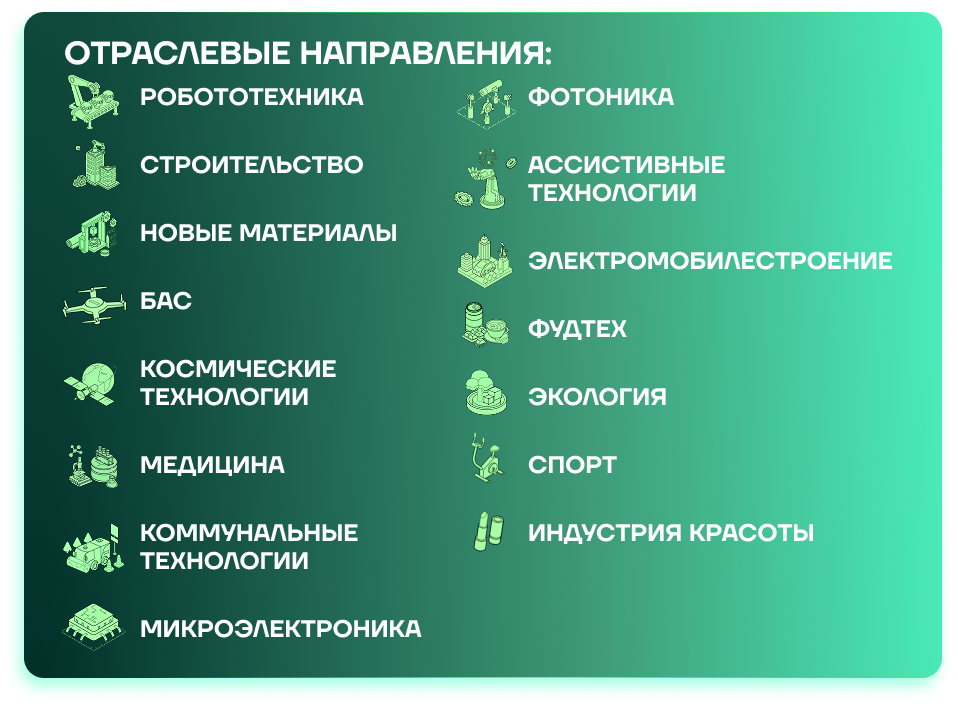 ОТРАСЛЕВЫЕ НАПРАВЛЕНИЯ:
РОБОТОТЕХНИКА
СТРОИТЕЛЬСТВО
НОВЫЕ МАТЕРИАЛЫ
БАС
КОСМИЧЕСКИЕ
ТЕХНОЛОГИИ
МЕДИЦИНА
КОММУНАЛЬНЫЕ
ТЕХНОЛОГИИ
МИКРОЭЛЕКТРОНИКА
ФОТОНИКА
АССИСТИВНЫЕ
ТЕХНОЛОГИИ
ЭЛЕКТРОМОБИЛЕСТРОЕНИЕ
ФУДТЕХ
ЭКОЛОГИЯ
СПОРТ
ИНДУСТРИЯ КРАСОТЫ